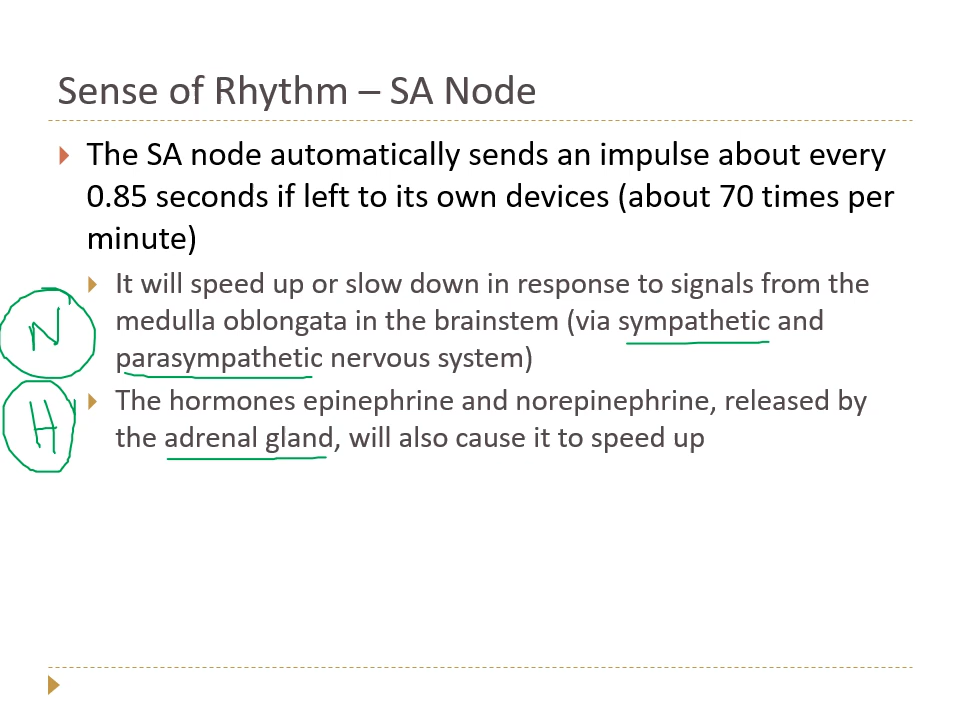 Sense of Rhythm – SA Node
The SA node automatically sends an impulse about every
0.85 seconds if left to its own devices (about 70 times per
minute)
It will speed up or slow down in response to signals from the
medulla oblongata in the brainstem (via sympathetic and
N
parasympathetic nervous system)
The hormones epinephrine and norepinephrine, released by
H
the adrenal gland, will also cause it to speed up